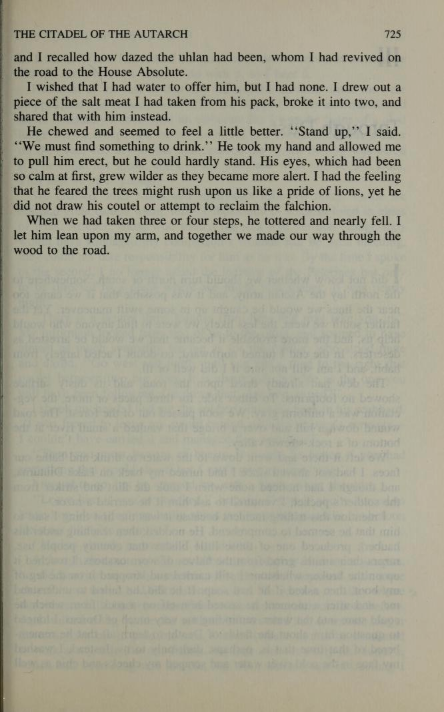 THE CITADEL OF THE AUTARCH 725
and I recalled how dazed the uhlan had been, whom I had revived on
the road to the House Absolute.
I wished that I had water to offer him, but I had none. I drew out a
piece of the salt meat I had taken from his pack, broke it into two, and
shared that with him instead.
He chewed and seemed to feel a little better. “Stand up,” I said.
“We must find something to drink.” He took my hand and allowed me
to pull him erect, but he could hardly stand. His eyes, which had been
so calm at first, grew wilder as they became more alert. I had the feeling
that he feared the trees might rush upon us like a pride of lions, yet he
did not draw his coutel or attempt to reclaim the falchion.
When we had taken three or four steps, he tottered and nearly fell. I
let him lean upon my arm, and together we made our way through the
wood to the road.